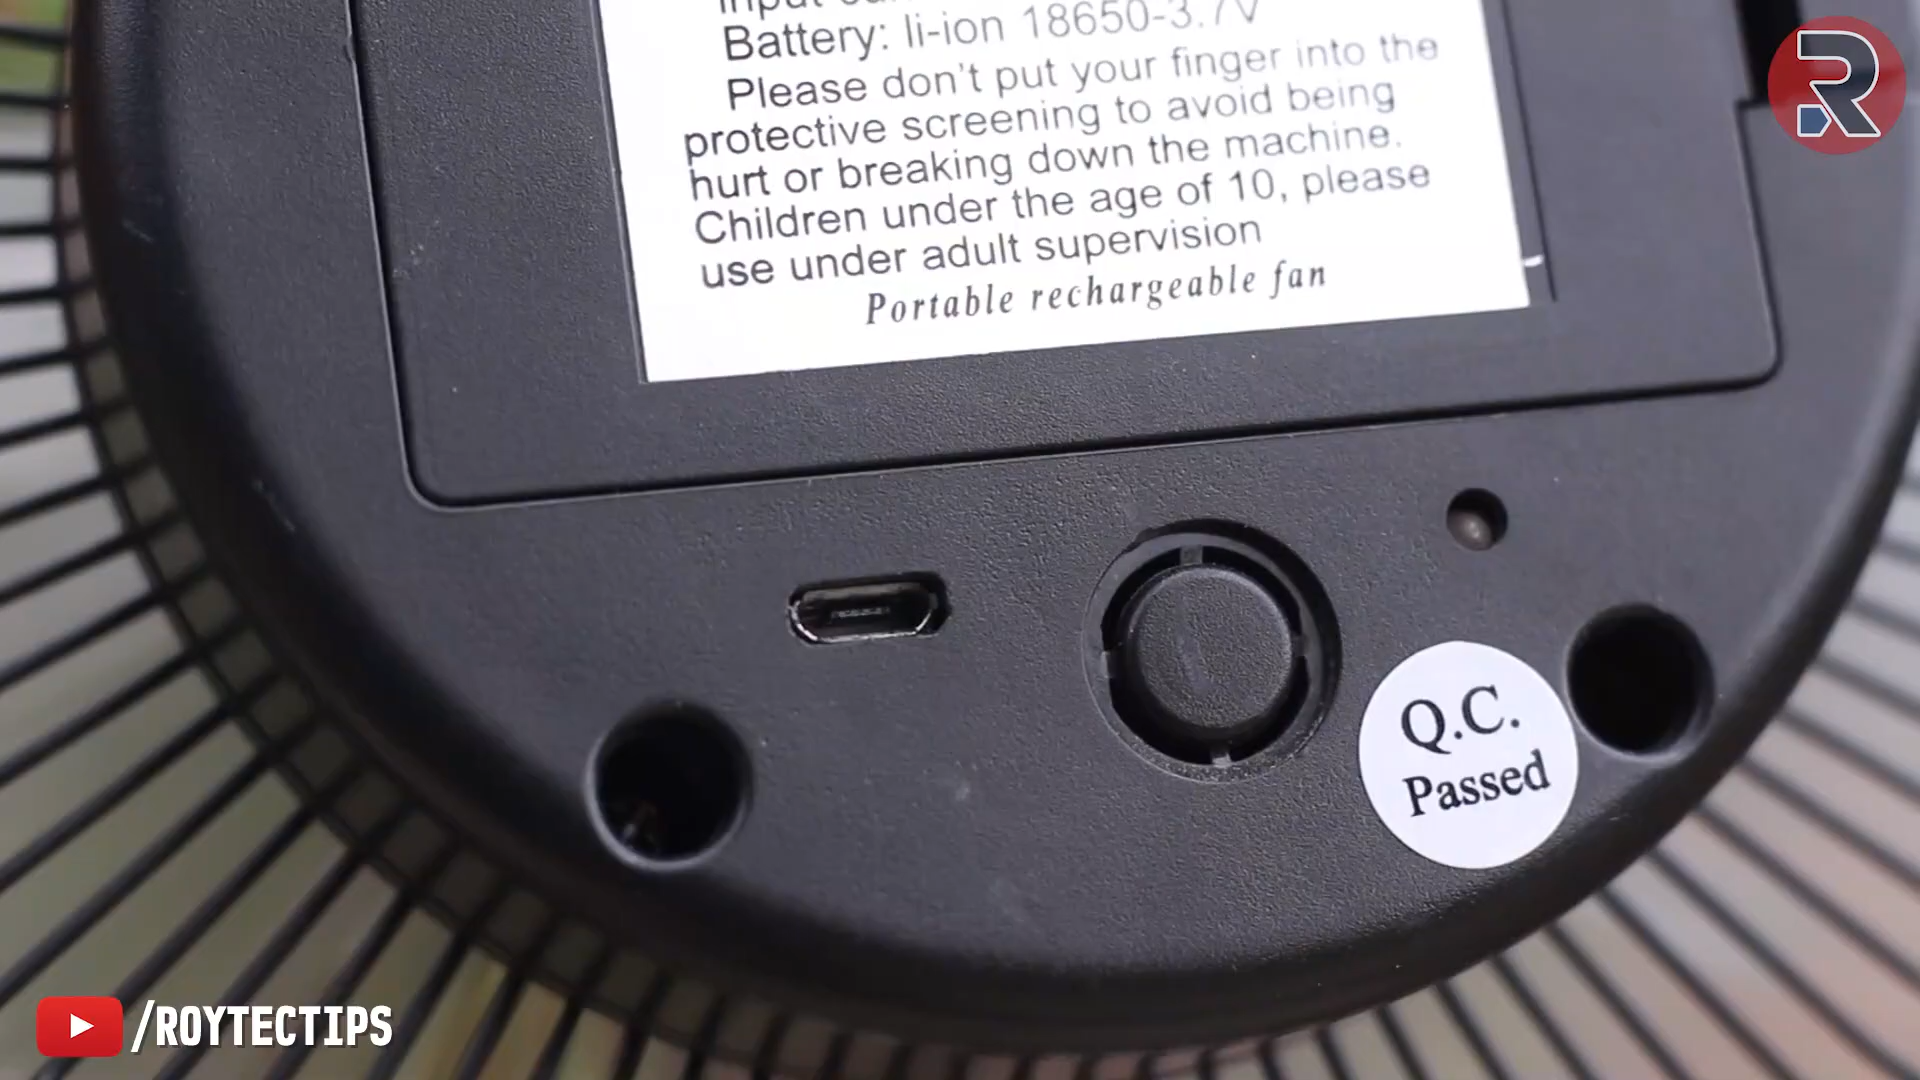 Battery: li-ion 18650-3.7V
Please don't put your finger into the
protective screening to avoid being
hurt or breaking down the machine.
Children under the age of 10, please
use under adult supervision
Portable rechargeable fan
Q.C.
Passed
R
/ROYTECTIPS